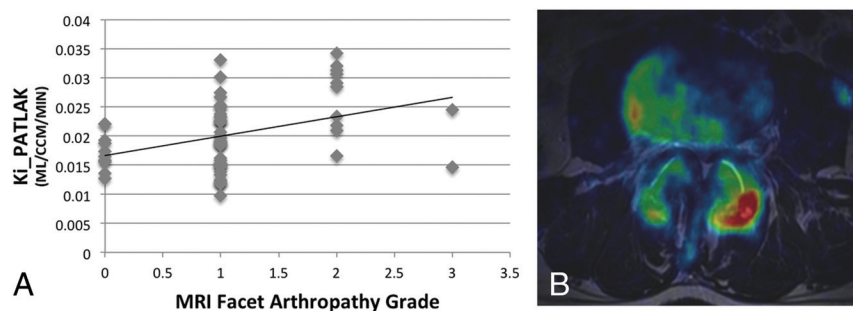 0.04
0.035
0.03
0.025
0.02
0.015
0.01
0.005
0
Ki_PATLAK
(ML/CCM/MIN)
0 0.5 1 1.5 2 2.5 3 3.5
MRI Facet Arthropathy Grade
A
B